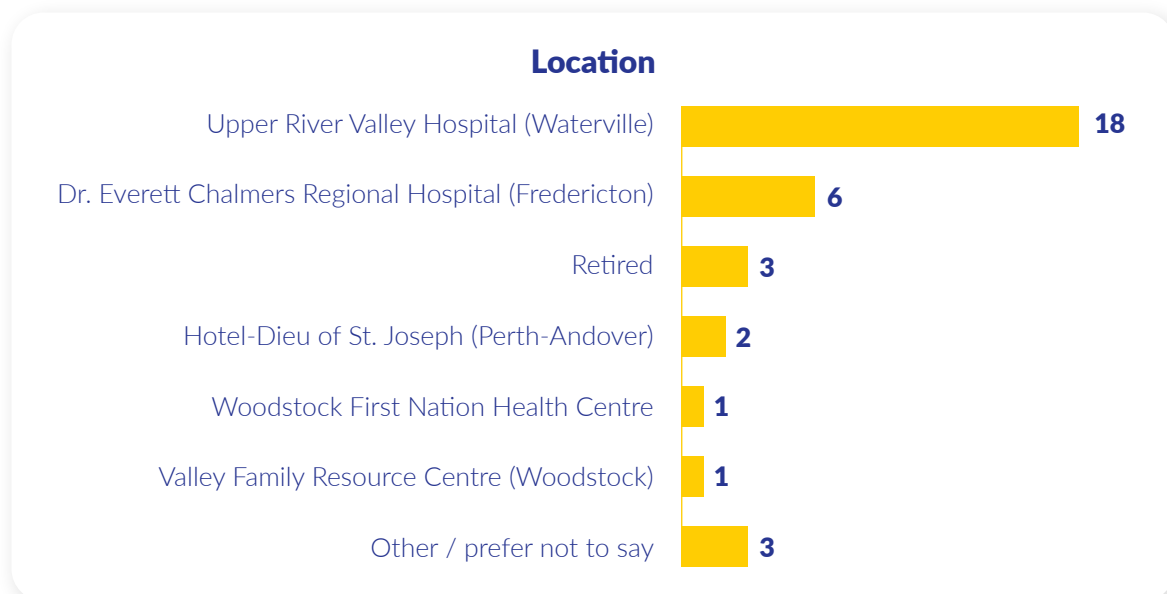 Location
Upper River Valley Hospital (Waterville) 18
Dr. Everett Chalmers Regional Hospital (Fredericton) 6
Retired 3
Hotel-Dieu of St. Joseph (Perth-Andover) 2
Woodstock First Nation Health Centre 1
Valley Family Resource Centre (Woodstock) 1
Other / prefer not to say 3